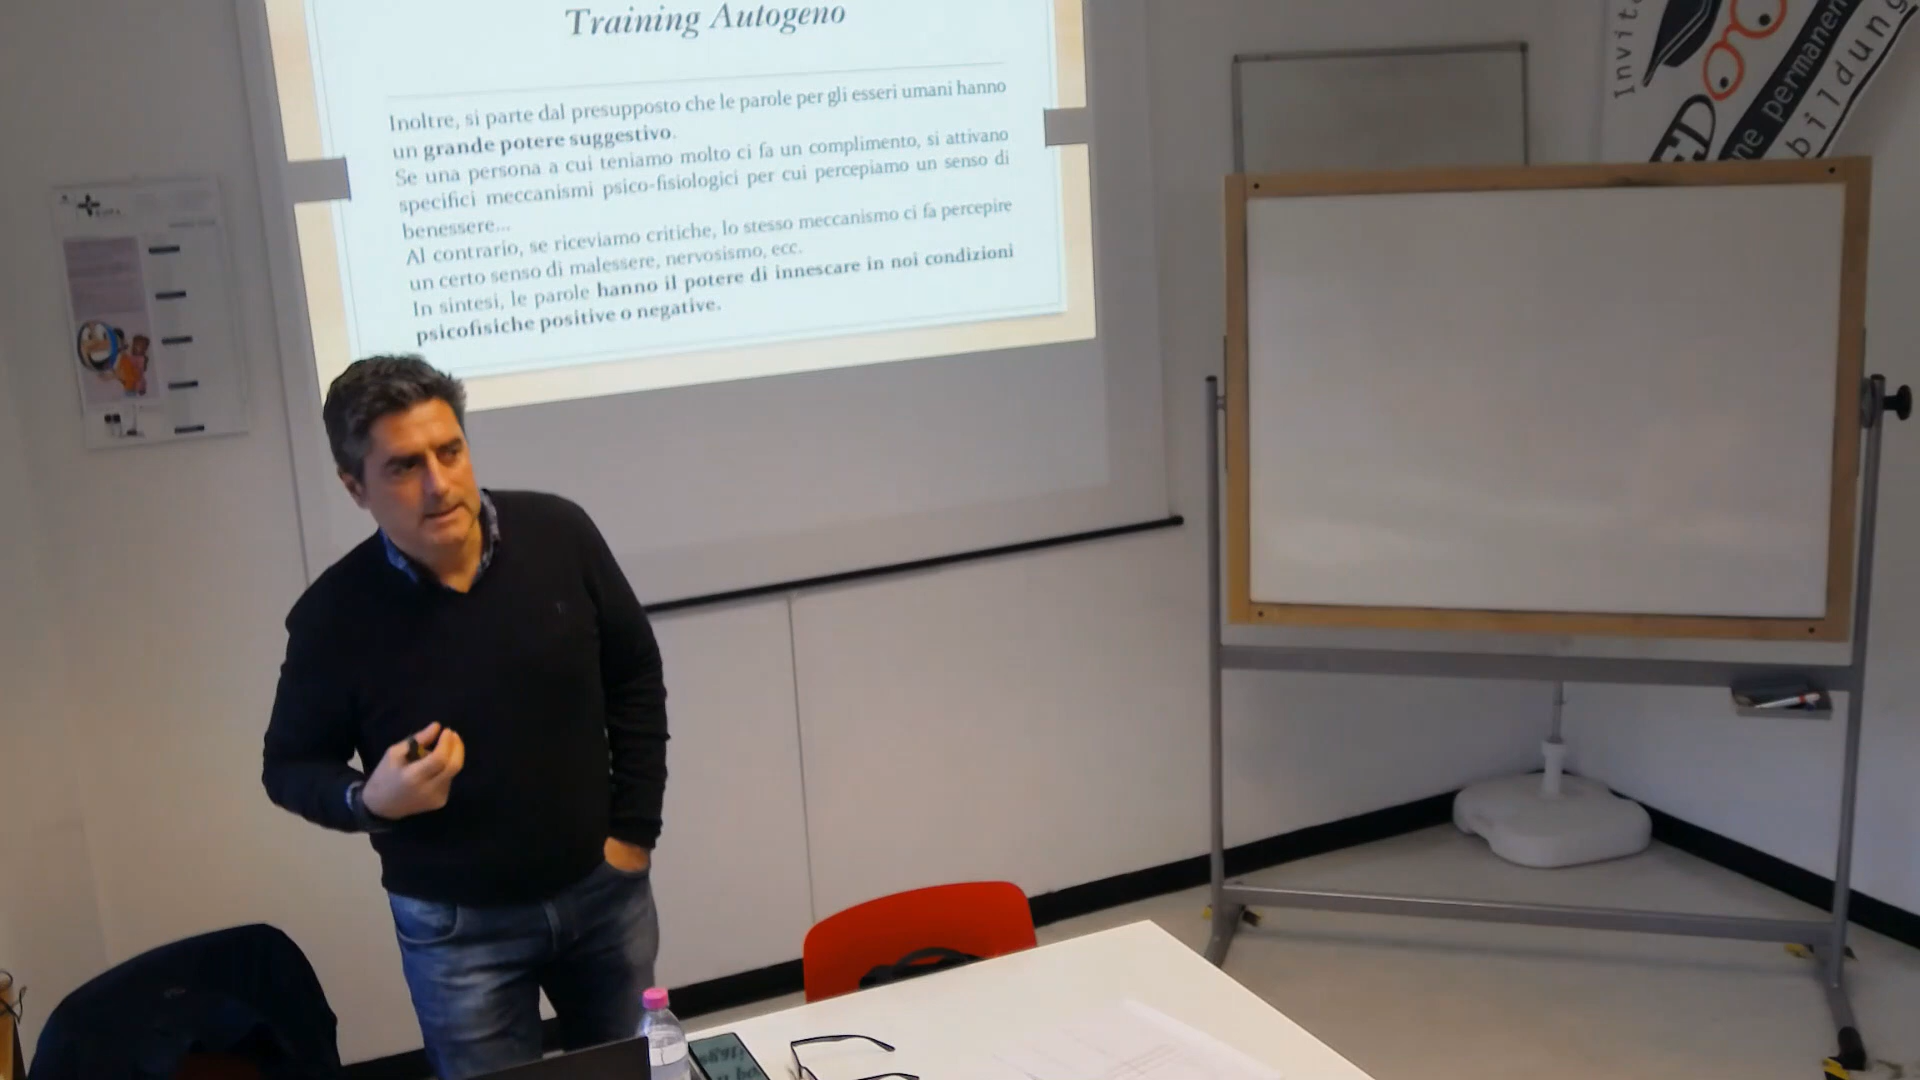 Training Autogeno
Inoltre, si parte dal presupposto che le parole per gli esseri umani hanno
un grande potere suggestivo.
Se una persona a cui teniamo molto ci fa un complimento, si attivano
specifici meccanismi psico-fisiologici per cui percepiamo un senso di
benessere...
Al contrario, se riceviamo critiche, lo stesso meccanismo ci fa percepire
un certo senso di malessere, nervosismo, ecc.
In sintesi, le parole hanno il potere di innescare in noi condizioni
psicofisiche positive o negative.
Invit
ED
ne permanen
bildung